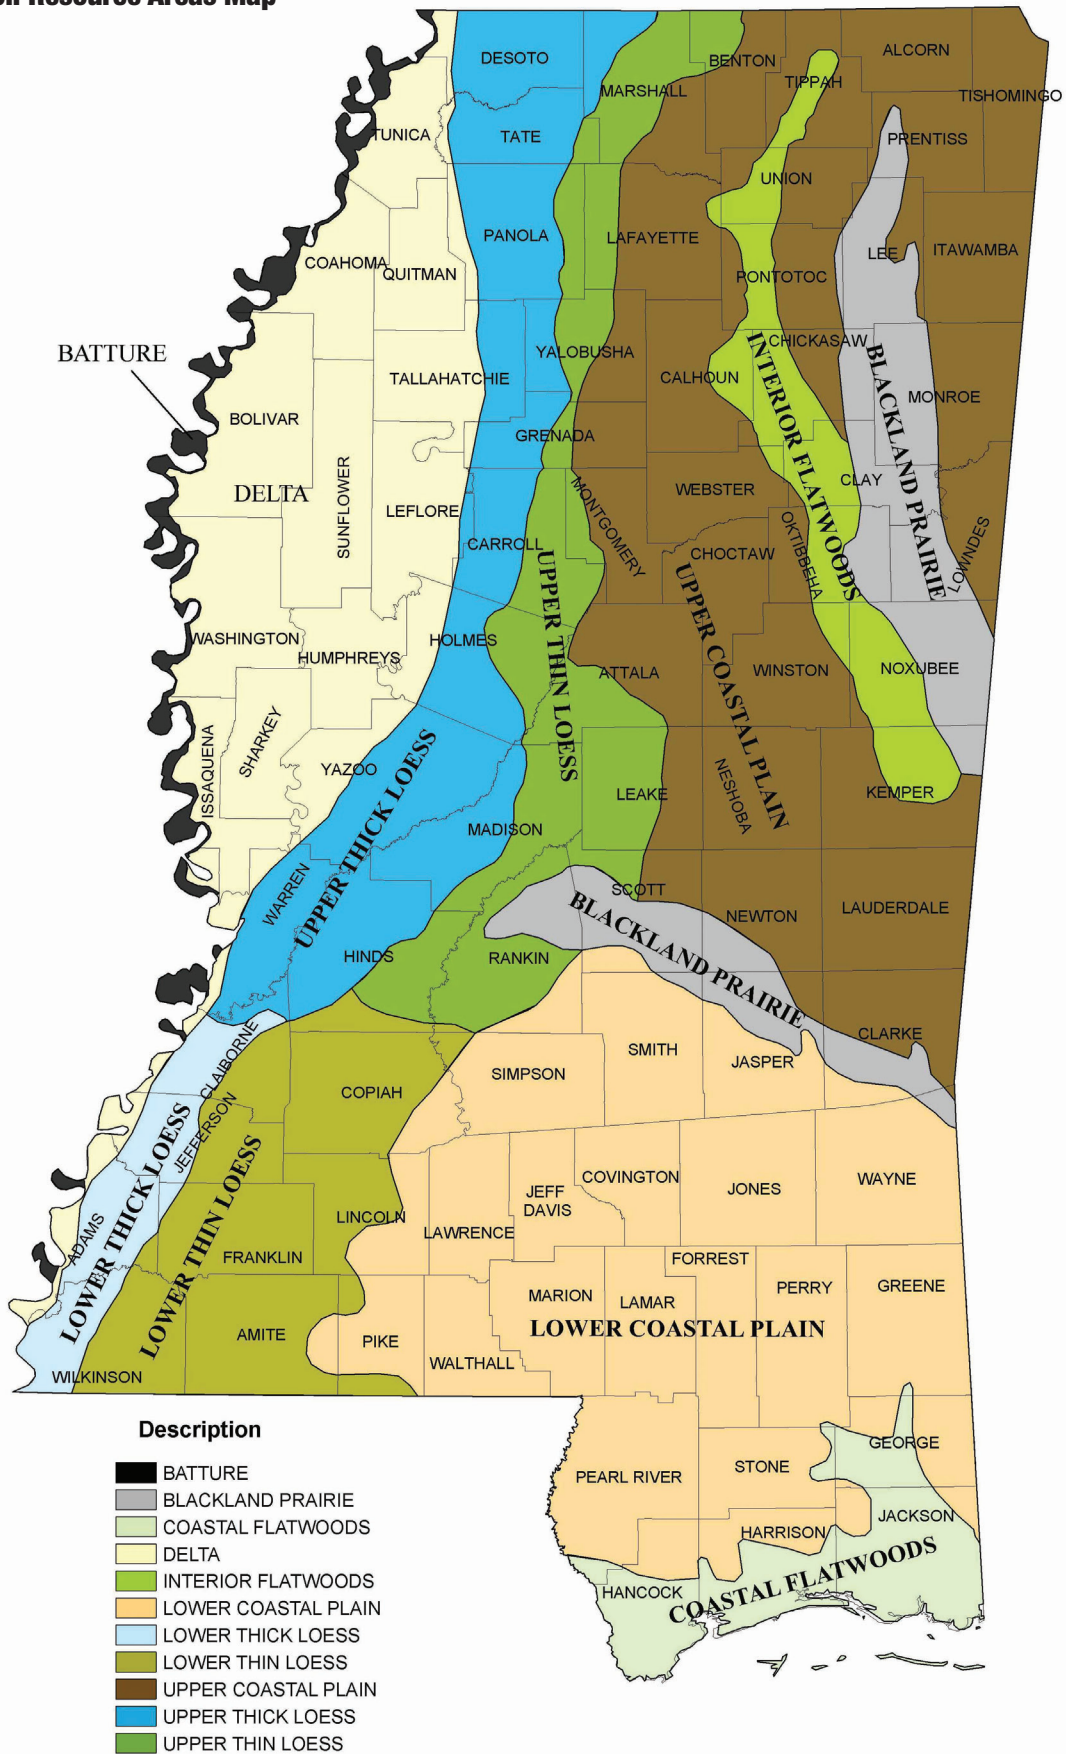 Resource Areas Map
DESOTO
BENTON
ALCORN
TIPPAH
MARSHALL
TISHOMINGO
TUNICA
TATE
PRENTISS
UNION
PANOLA
LAFAYETTE
LEE
ITAWAMBA
COAHOMA
QUITMAN
PONTOTOC
BATTURE
YALOBUSHA
CHICKASAW
TALLAHATCHIE
CALHOUN
MONROE
BOLIVAR
GRENADA
INTERIOR FLATWOODS
BLACKLAND PRAIRIE
DELTA
SUNFLOWER
LEFLORE
MONTGOMERY
WEBSTER
CLAY
CARROLL
CHOCTAW
OKTIBBEHA
LOWNDES
WASHINGTON
HUMPHREYS
HOLMES
UPPER THIN LOESS
ATTALA
UPPER COASTAL PLAIN
WINSTON
NOXUBEE
ISSAQUENA
SHARKEY
YAZOO
UPPER THICK LOESS
MADISON
LEAKE
NESHOBA
KEMPER
WARREN
SCOTT
NEWTON
LAUDERDALE
HINDS
RANKIN
BLACKLAND PRAIRIE
CLAIBORNE
COPIAH
SIMPSON
SMITH
JASPER
CLARKE
JEFFERSON
LOWER THICK LOESS
LOWER THIN LOESS
ADAMS
LINCOLN
LAWRENCE
JEFF
DAVIS
COVINGTON
JONES
WAYNE
FRANKLIN
FORREST
MARION
LAMAR
PERRY
GREENE
LOWER COASTAL PLAIN
WILKINSON
AMITE
PIKE
WALTHALL
PEARL RIVER
STONE
GEORGE
HARRISON
JACKSON
HANCOCK
COASTAL FLATWOODS
Description
BATTURE
BLACKLAND PRAIRIE
COASTAL FLATWOODS
DELTA
INTERIOR FLATWOODS
LOWER COASTAL PLAIN
LOWER THICK LOESS
LOWER THIN LOESS
UPPER COASTAL PLAIN
UPPER THICK LOESS
UPPER THIN LOESS